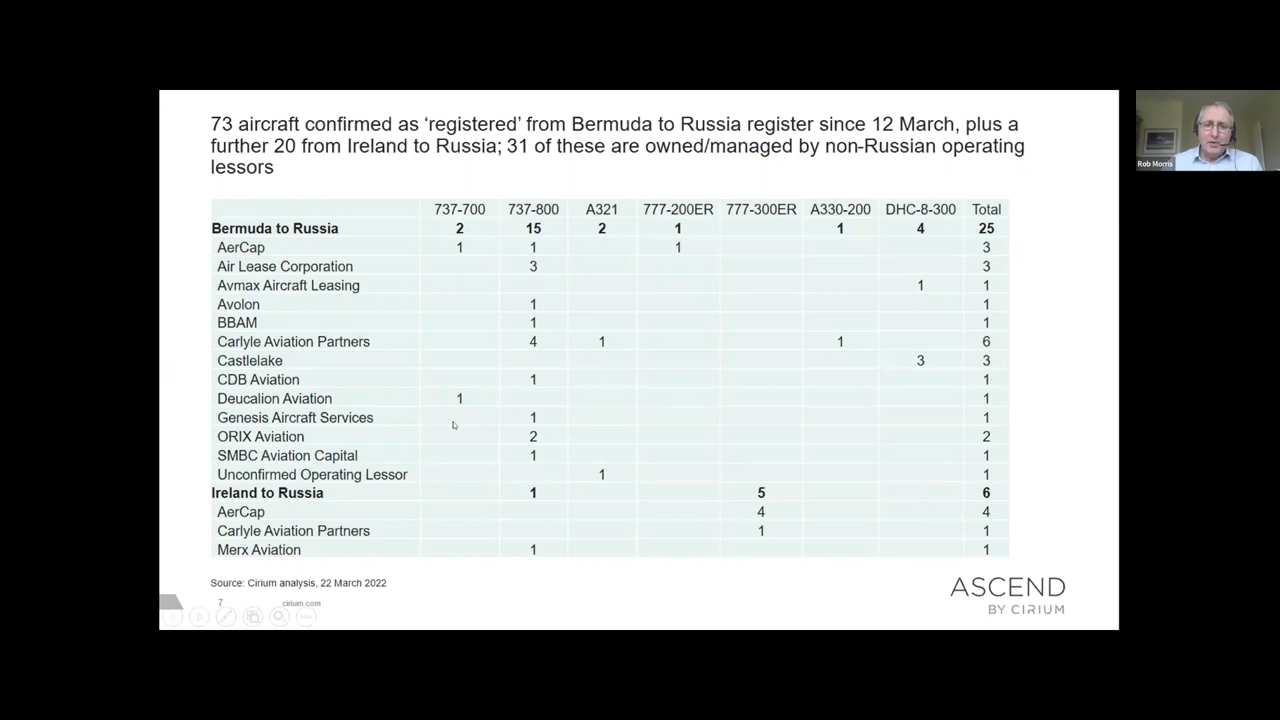 73 aircraft confirmed as ‘registered’ from Bermuda to Russia register since 12 March, plus a
further 20 from Ireland to Russia; 31 of these are owned/managed by non-Russian operating
lessors
Rob Morris
737-700 737-800 A321 777-200ER 777-300ER A330-200 DHC-8-300 Total
Bermuda to Russia 2 15 2 1 1 4 25
AerCap 1 1 1 3
Air Lease Corporation 3 3
Avmax Aircraft Leasing 1 1
Avolon 1 1
BBAM 1 1
Carlyle Aviation Partners 4 1 1 6
Castlelake 3 3
CDB Aviation 1 1
Deucalion Aviation 1 1
Genesis Aircraft Services 1 1
ORIX Aviation 2 2
SMBC Aviation Capital 1 1
Unconfirmed Operating Lessor 1 1
Ireland to Russia 1 5 6
AerCap 4 4
Carlyle Aviation Partners 1 1
Merx Aviation 1 1
Source: Cirium analysis, 22 March 2022
7 cirium.com
ASCEND
BY CIRIUM